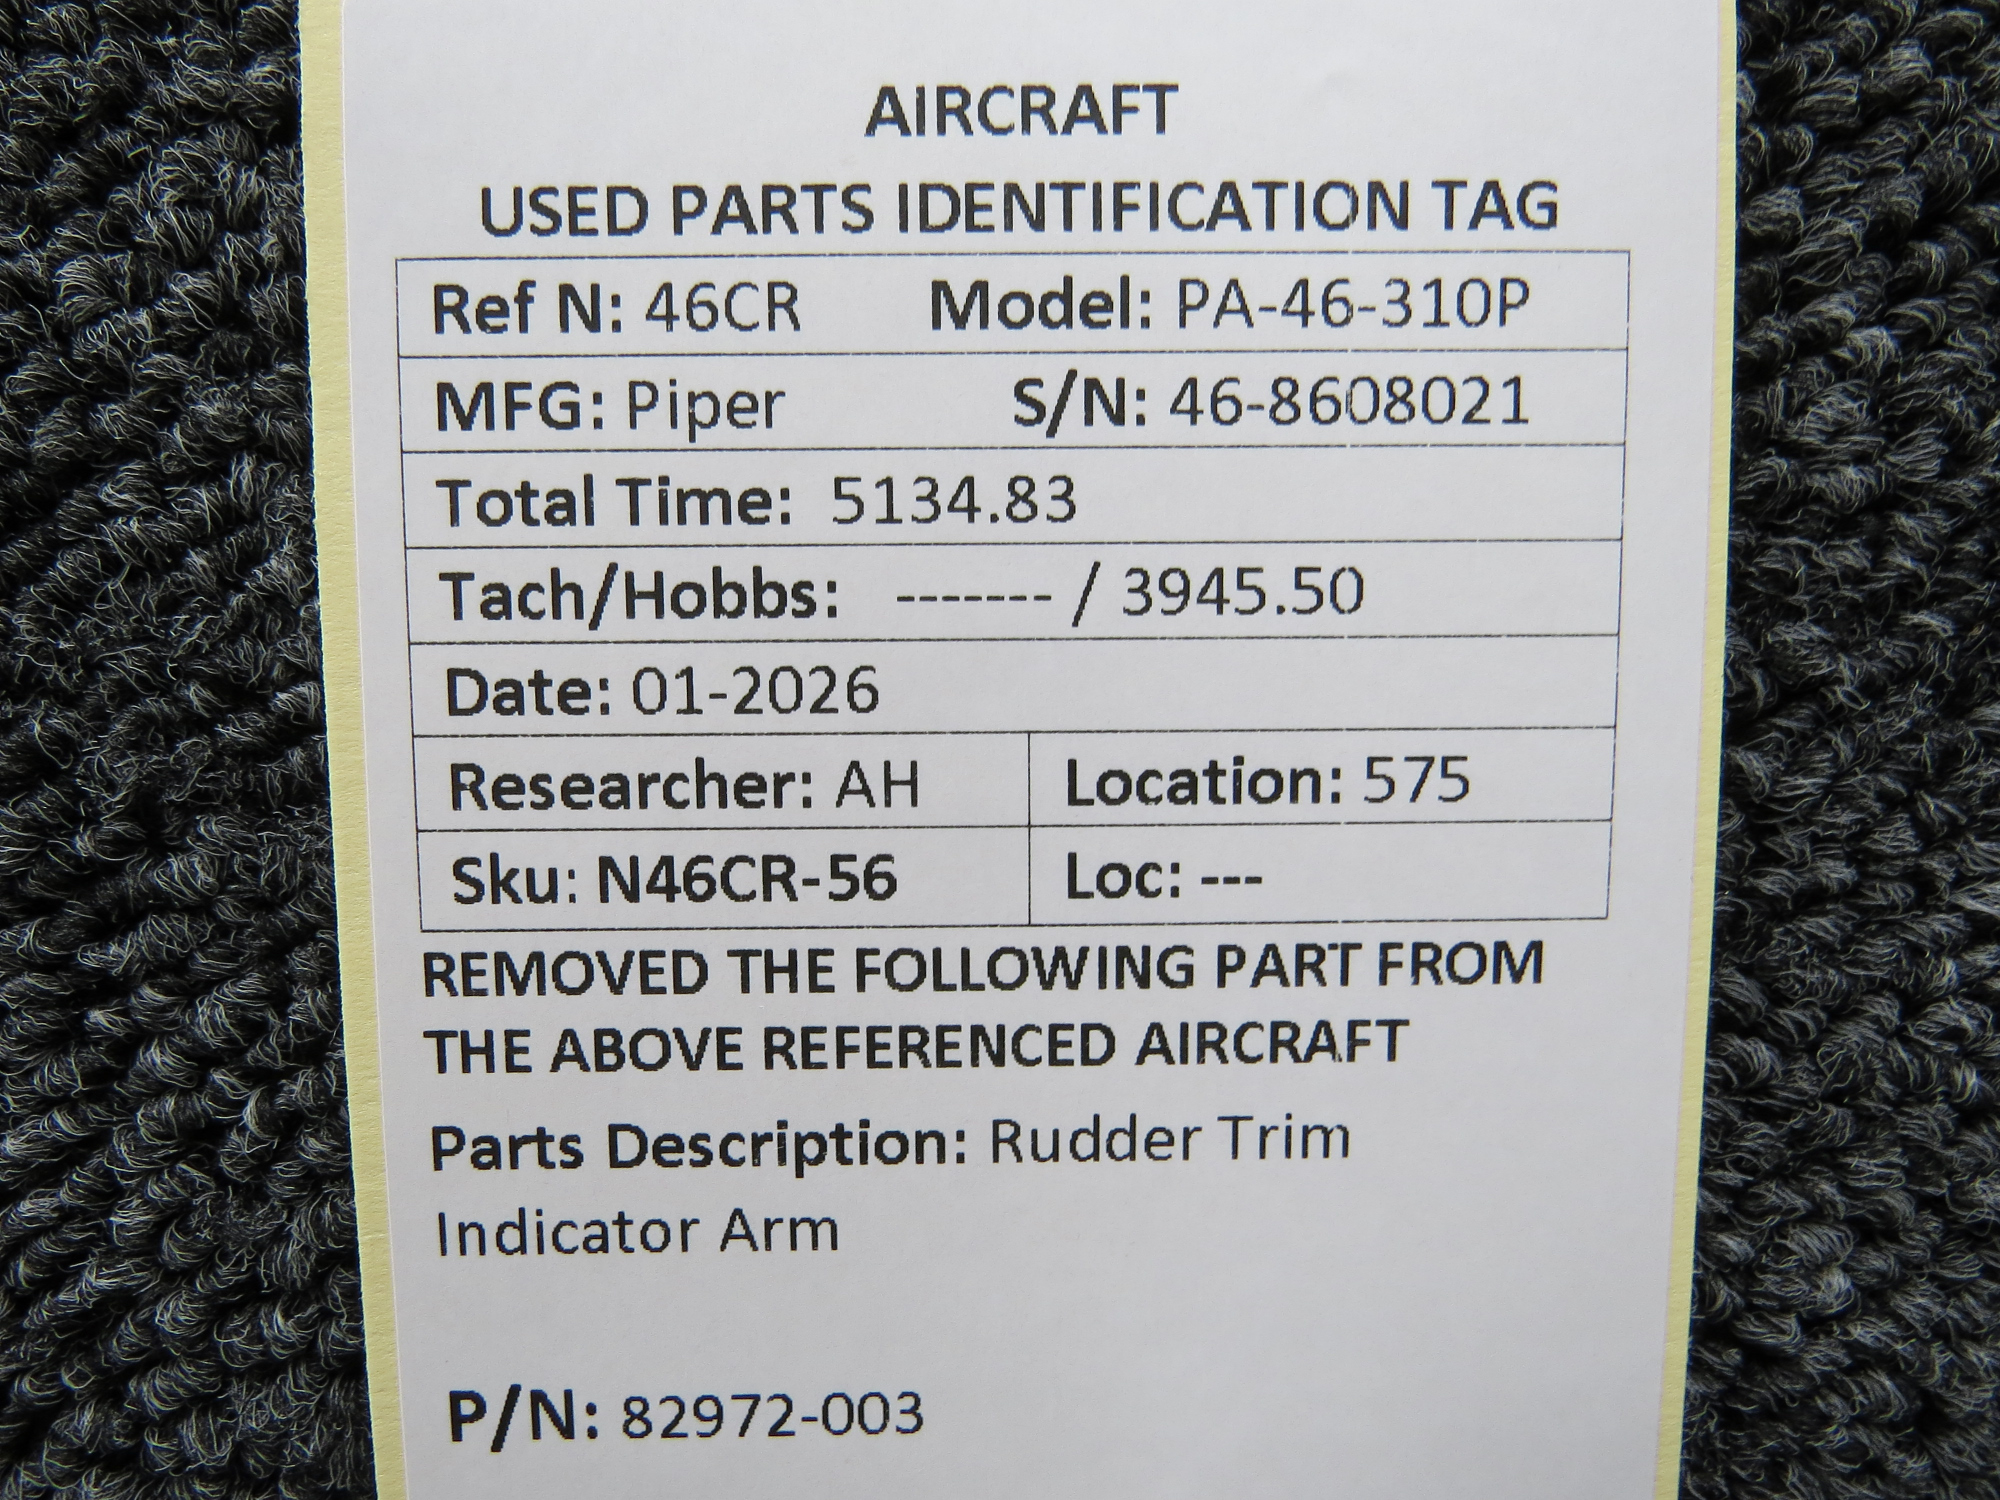 AIRCRAFT
USED PARTS IDENTIFICATION TAG
Ref N: 46CR Model: PA-46-310P
MFG: Piper S/N: 46-8608021
Total Time: 5134.83
Tach/Hobbs: ------- / 3945.50
Date: 01-2026
Researcher: AH Location: 575
Sku: N46CR-56 Loc: ---
REMOVED THE FOLLOWING PART FROM
THE ABOVE REFERENCED AIRCRAFT
Parts Description: Rudder Trim
Indicator Arm
P/N: 82972-003